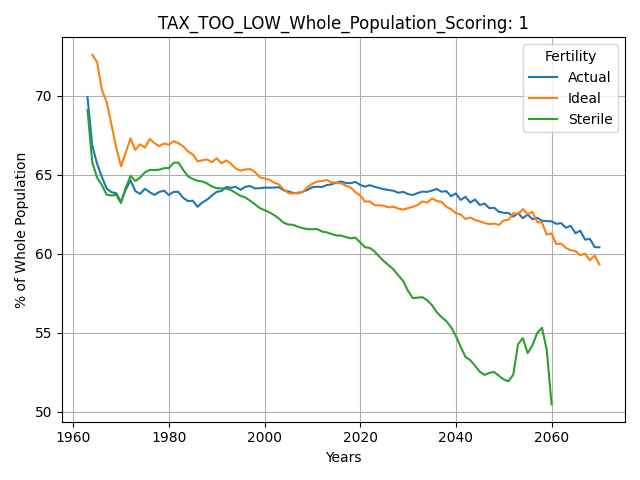 TAX_TOO_LOW_Whole_Population_Scoring: 1
Fertility
Actual
Ideal
Sterile
% of Whole Population
70
65
60
55
50
1960
1980
2000
2020
2040
2060
Years